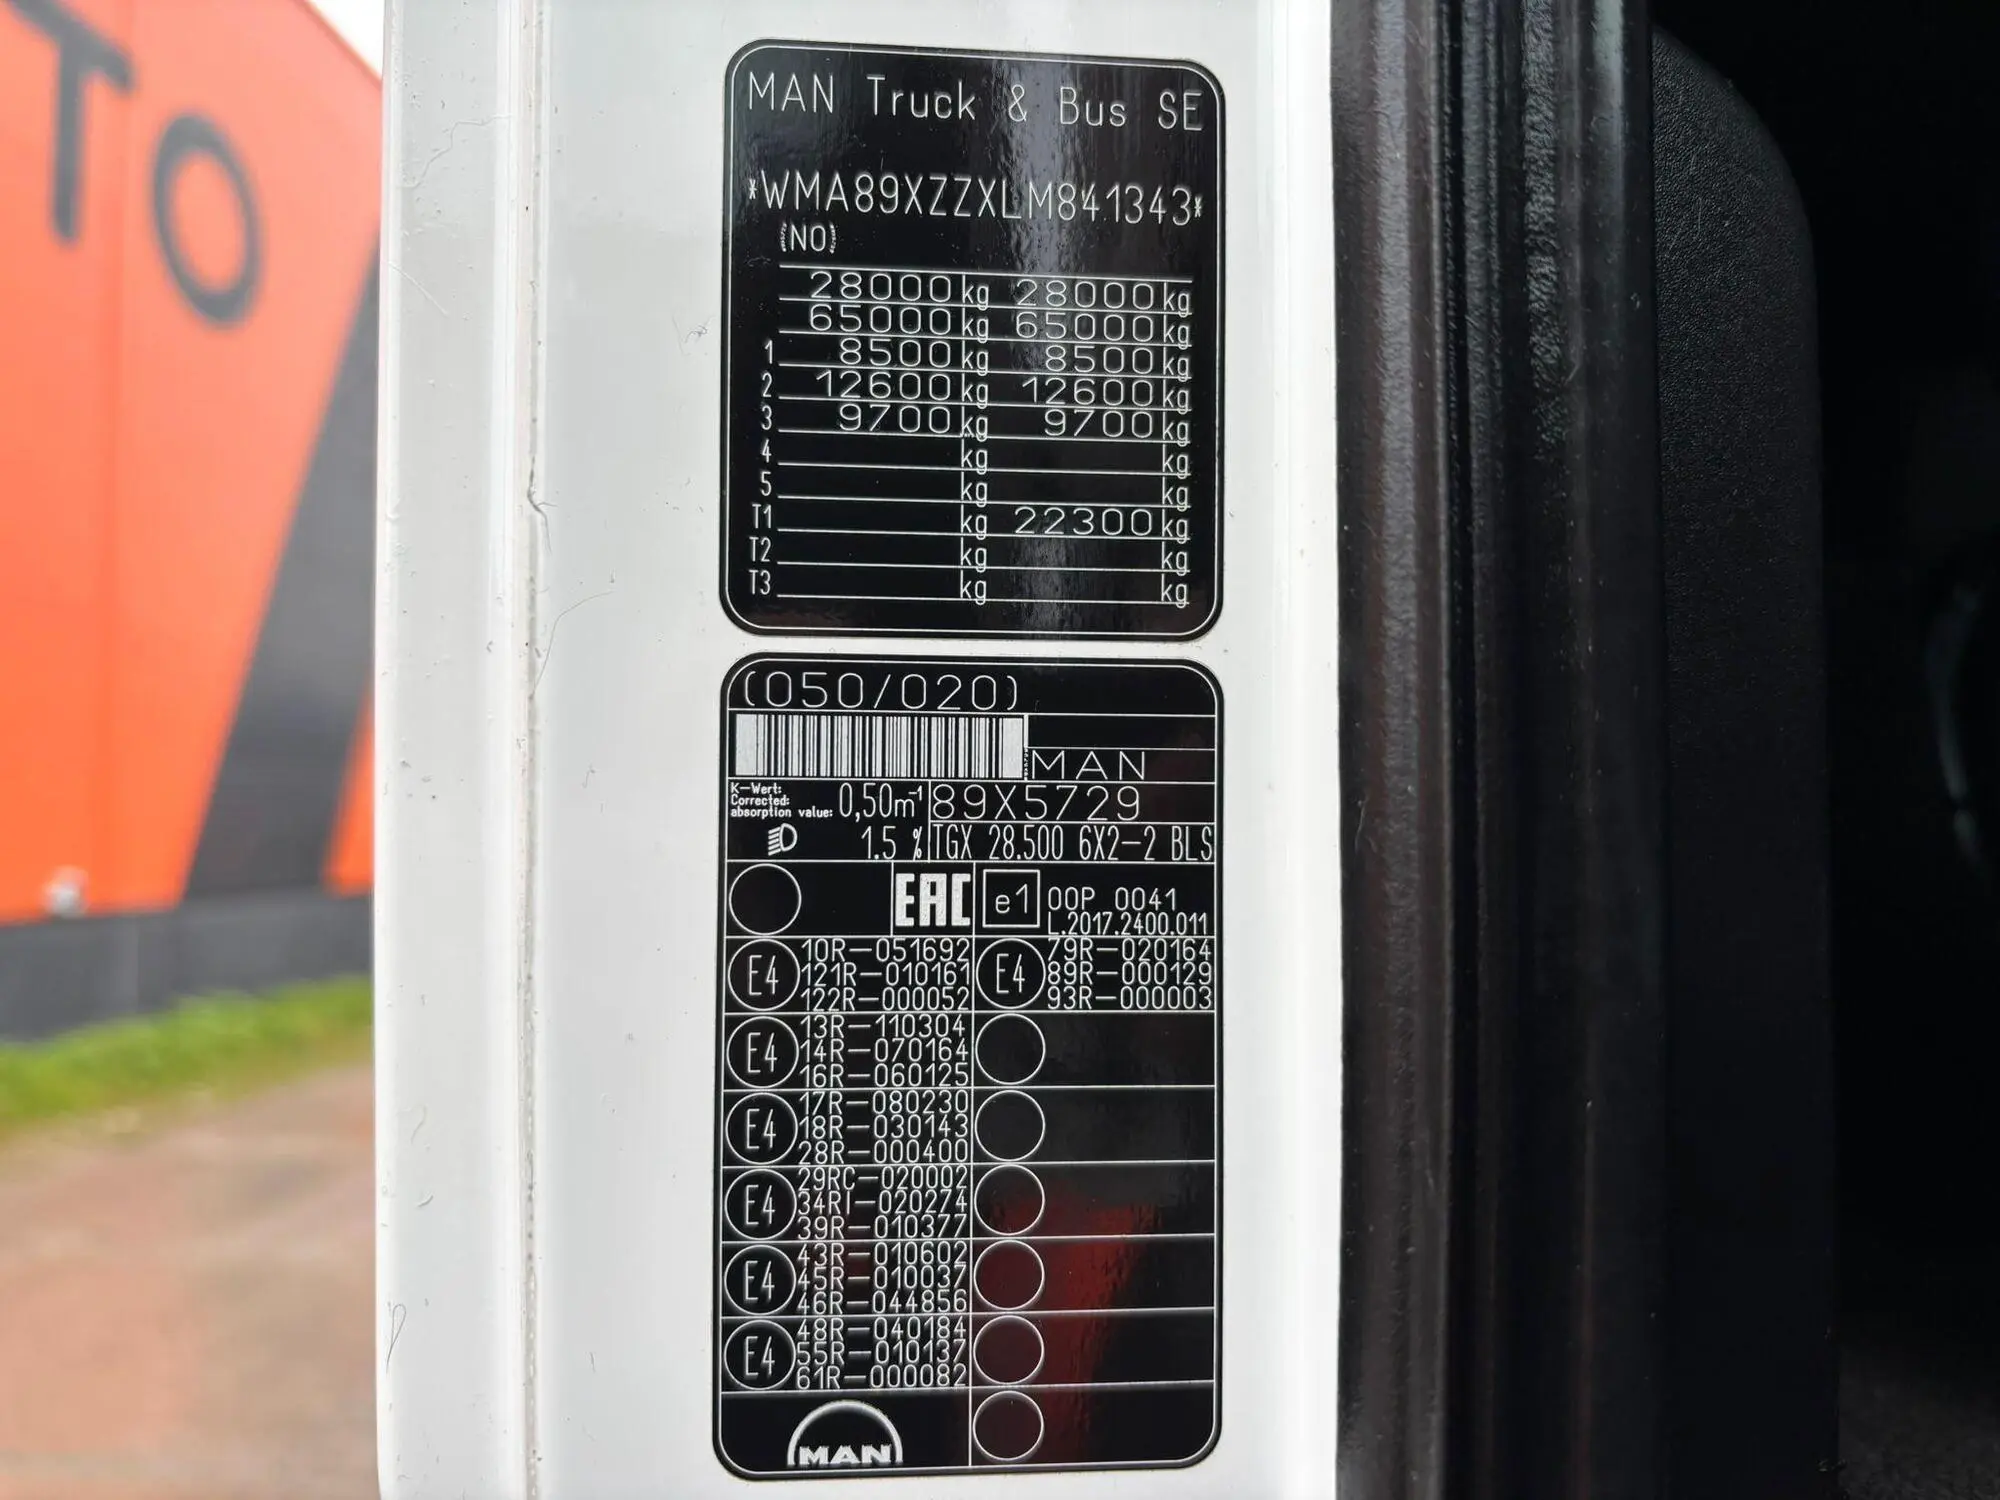 TO
MAN Truck & Bus SE
*WMA89XZZXLM841343*
(NO)
28000 kg 28000 kg
65000 kg 65000 kg
1 8500 kg 8500 kg
2 12600 kg 12600 kg
3 9700 kg 9700 kg
4 kg kg
5 kg kg
T1 kg 22300 kg
T2 kg kg
T3 kg kg
(050/020)
MAN
K-Wert:
Corrected:
absorption value: 0,50m⁻¹ 89X5729
1.5 % TGX 28.500 6X2-2 BLS
EAC e1 00P 0041
L.2017.2400.011
E4 10R-051692
121R-010161
122R-000052
E4 79R-020164
89R-000129
93R-000003
E4 13R-110304
14R-070164
16R-060125
E4 17R-080230
18R-030143
28R-000400
E4 29RC-020002
34RI-020274
39R-010377
E4 43R-010602
45R-010037
46R-044856
E4 48R-040184
55R-010137
61R-000082
MAN